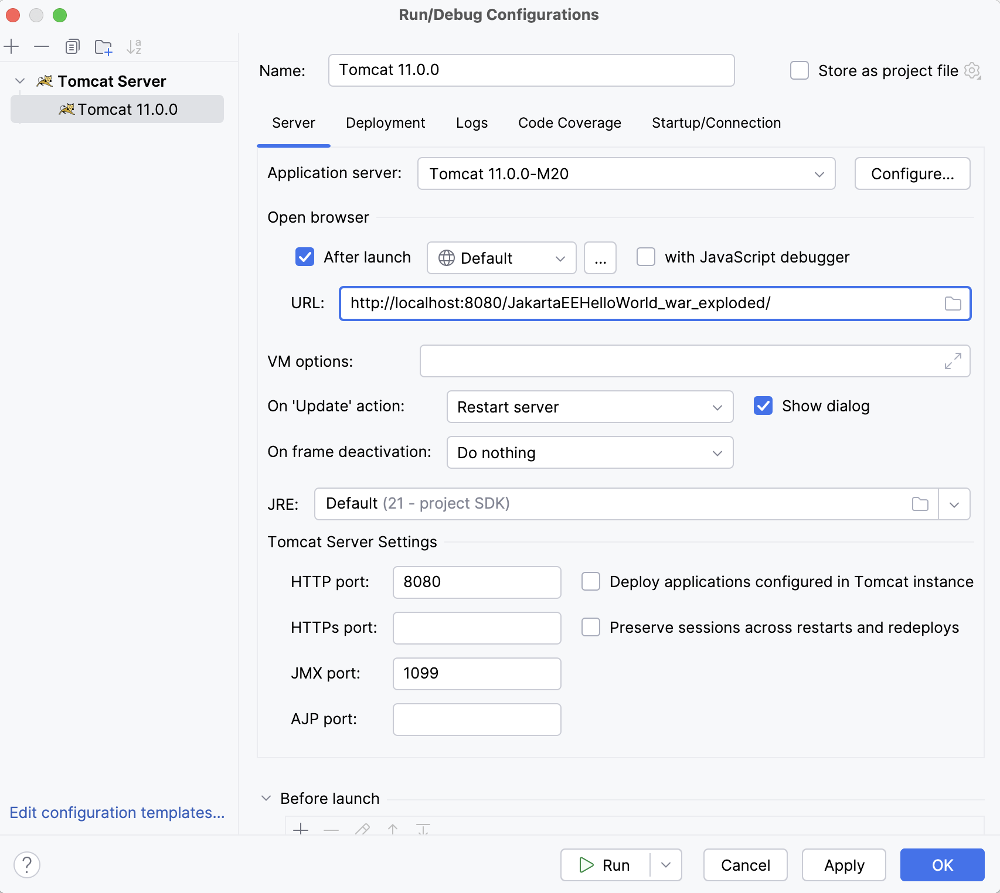 Run/Debug Configurations
Tomcat Server
Tomcat 11.0.0
Edit configuration templates...
Name: Tomcat 11.0.0 Store as project file
Server Deployment Logs Code Coverage Startup/Connection
Application server: Tomcat 11.0.0-M20 Configure...
Open browser
After launch Default ... with JavaScript debugger
URL: http://localhost:8080/JakartaEEHelloWorld_war_exploded/
VM options:
On 'Update' action: Restart server Show dialog
On frame deactivation: Do nothing
JRE: Default (21 - project SDK)
Tomcat Server Settings
HTTP port: 8080 Deploy applications configured in Tomcat instance
HTTPs port: Preserve sessions across restarts and redeploys
JMX port: 1099
AJP port:
Before launch
? Run Cancel Apply OK